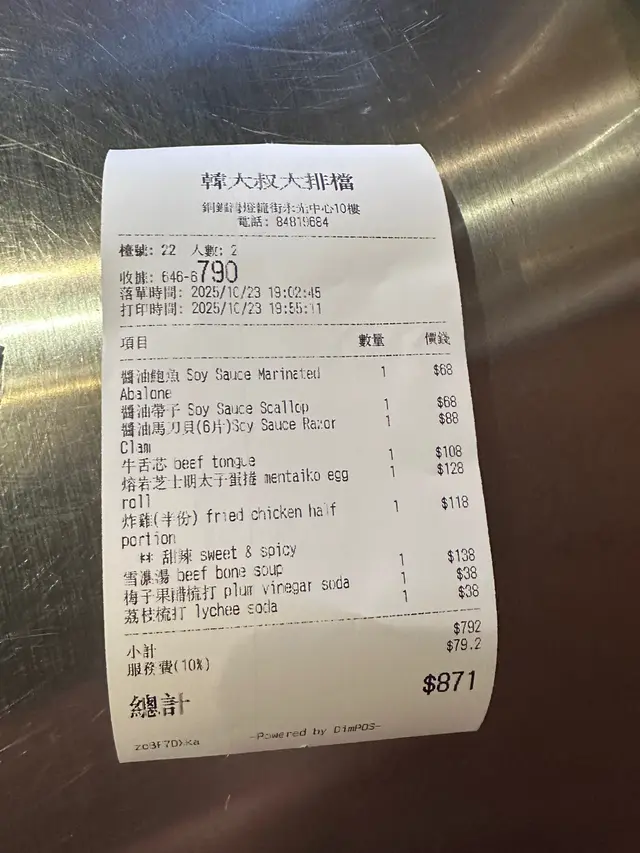 韓大叔大排檔
銅鑼灣燈籠街末光中心10樓
電話: 84819684
檯號: 22 人數: 2
收據: 646-6790
落單時間: 2025/10/23 19:02:45
打印時間: 2025/10/23 19:55:11
項目 數量 價錢
醬油鮑魚 Soy Sauce Marinated 1 $68
Abalone
醬油帶子 Soy Sauce Scallop 1 $68
醬油馬刀貝(6片)Soy Sauce Razor 1 $88
Clam
牛舌芯 beef tongue 1 $108
熔岩芝士明太子蛋捲 mentaiko egg 1 $128
roll
炸雞(半份) fried chicken half 1 $118
portion
** 甜辣 sweet & spicy
雪濃湯 beef bone soup 1 $138
梅子果醋梳打 plum vinegar soda 1 $38
荔枝梳打 lychee soda 1 $38
小計 $792
服務費(10%) $79.2
總計 $871
-Powered by DimPOS-